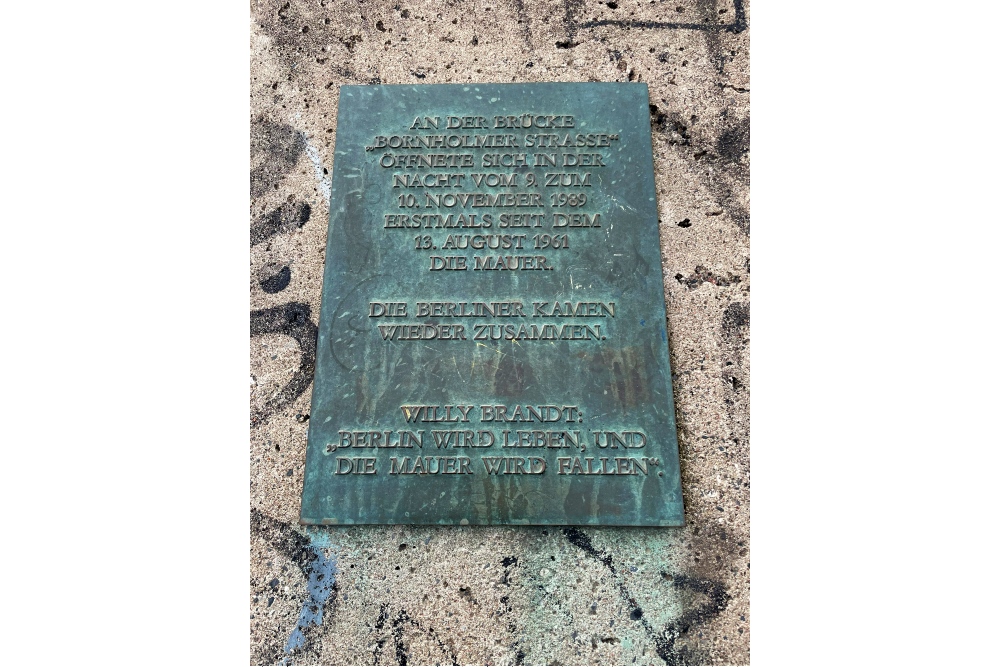 AN DER BRÜCKE
„BORNHOLMER STRASSE“
ÖFFNETE SICH IN DER
NACHT VOM 9. ZUM
10. NOVEMBER 1989
ERSTMALS SEIT DEM
13. AUGUST 1961
DIE MAUER.
DIE BERLINER KAMEN
WIEDER ZUSAMMEN.
WILLY BRANDT:
„BERLIN WIRD LEBEN, UND
DIE MAUER WIRD FALLEN“.